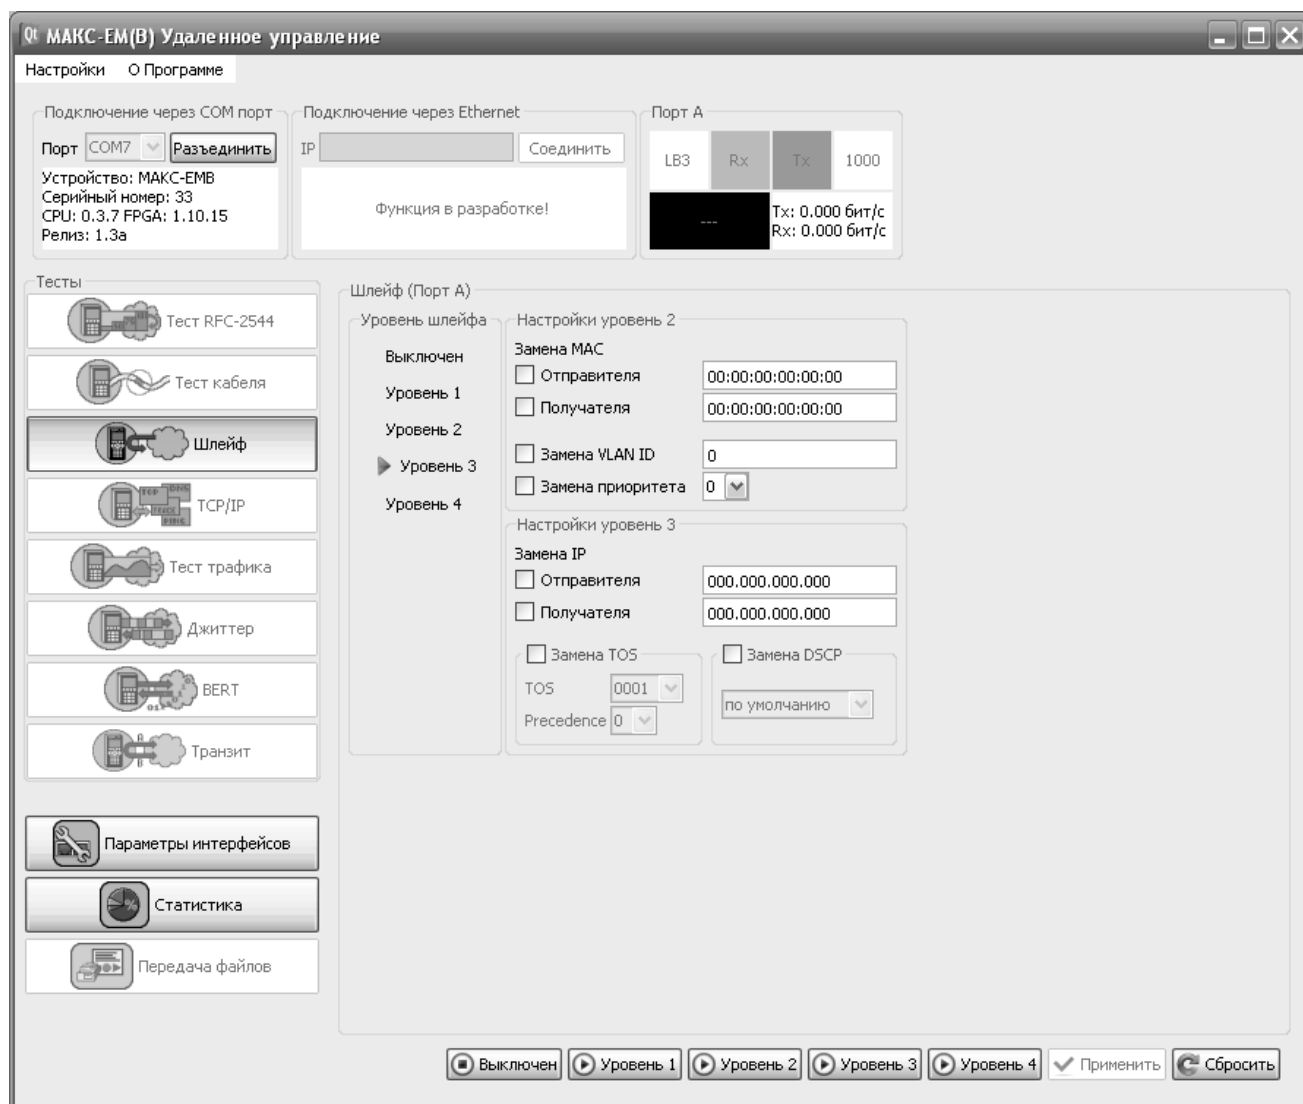 Qt МАКС-ЕМ(В) Удаленное управление
Настройки О Программе
Подключение через COM порт
Порт COM7 Разъединить
Устройство: МАКС-ЕМВ
Серийный номер: 33
CPU: 0.3.7 FPGA: 1.10.15
Релиз: 1.3a
Подключение через Ethernet
IP Соединить
Функция в разработке!
Порт А
LB3 Rx Tx 1000
---
Tx: 0.000 бит/с
Rx: 0.000 бит/с
Тесты
Тест RFC-2544
Тест кабеля
Шлейф
TCP/IP
Тест трафика
Джиттер
BERT
Транзит
Параметры интерфейсов
Статистика
Передача файлов
Шлейф (Порт А)
Уровень шлейфа
Выключен
Уровень 1
Уровень 2
Уровень 3
Уровень 4
Настройки уровень 2
Замена MAC
Отправителя 00:00:00:00:00:00
Получателя 00:00:00:00:00:00
Замена VLAN ID 0
Замена приоритета 0
Настройки уровень 3
Замена IP
Отправителя 000.000.000.000
Получателя 000.000.000.000
Замена TOS
TOS 0001
Precedence 0
Замена DSCP
по умолчанию
Выключен Уровень 1 Уровень 2 Уровень 3 Уровень 4 Применить Сбросить